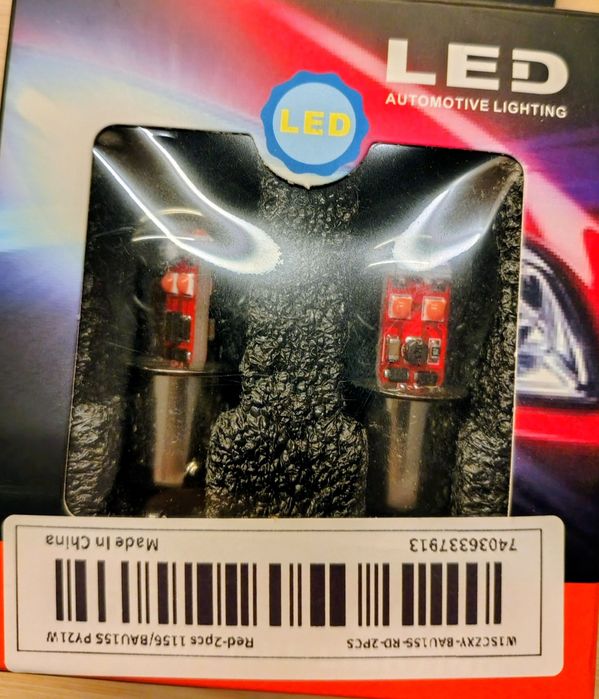 LED
AUTOMOTIVE LIGHTING
LED
W1SCZXY-BAU15S-RD-2PCS
Red-2pcs 1156/BAU15S PY21W
74036337913
Made In China